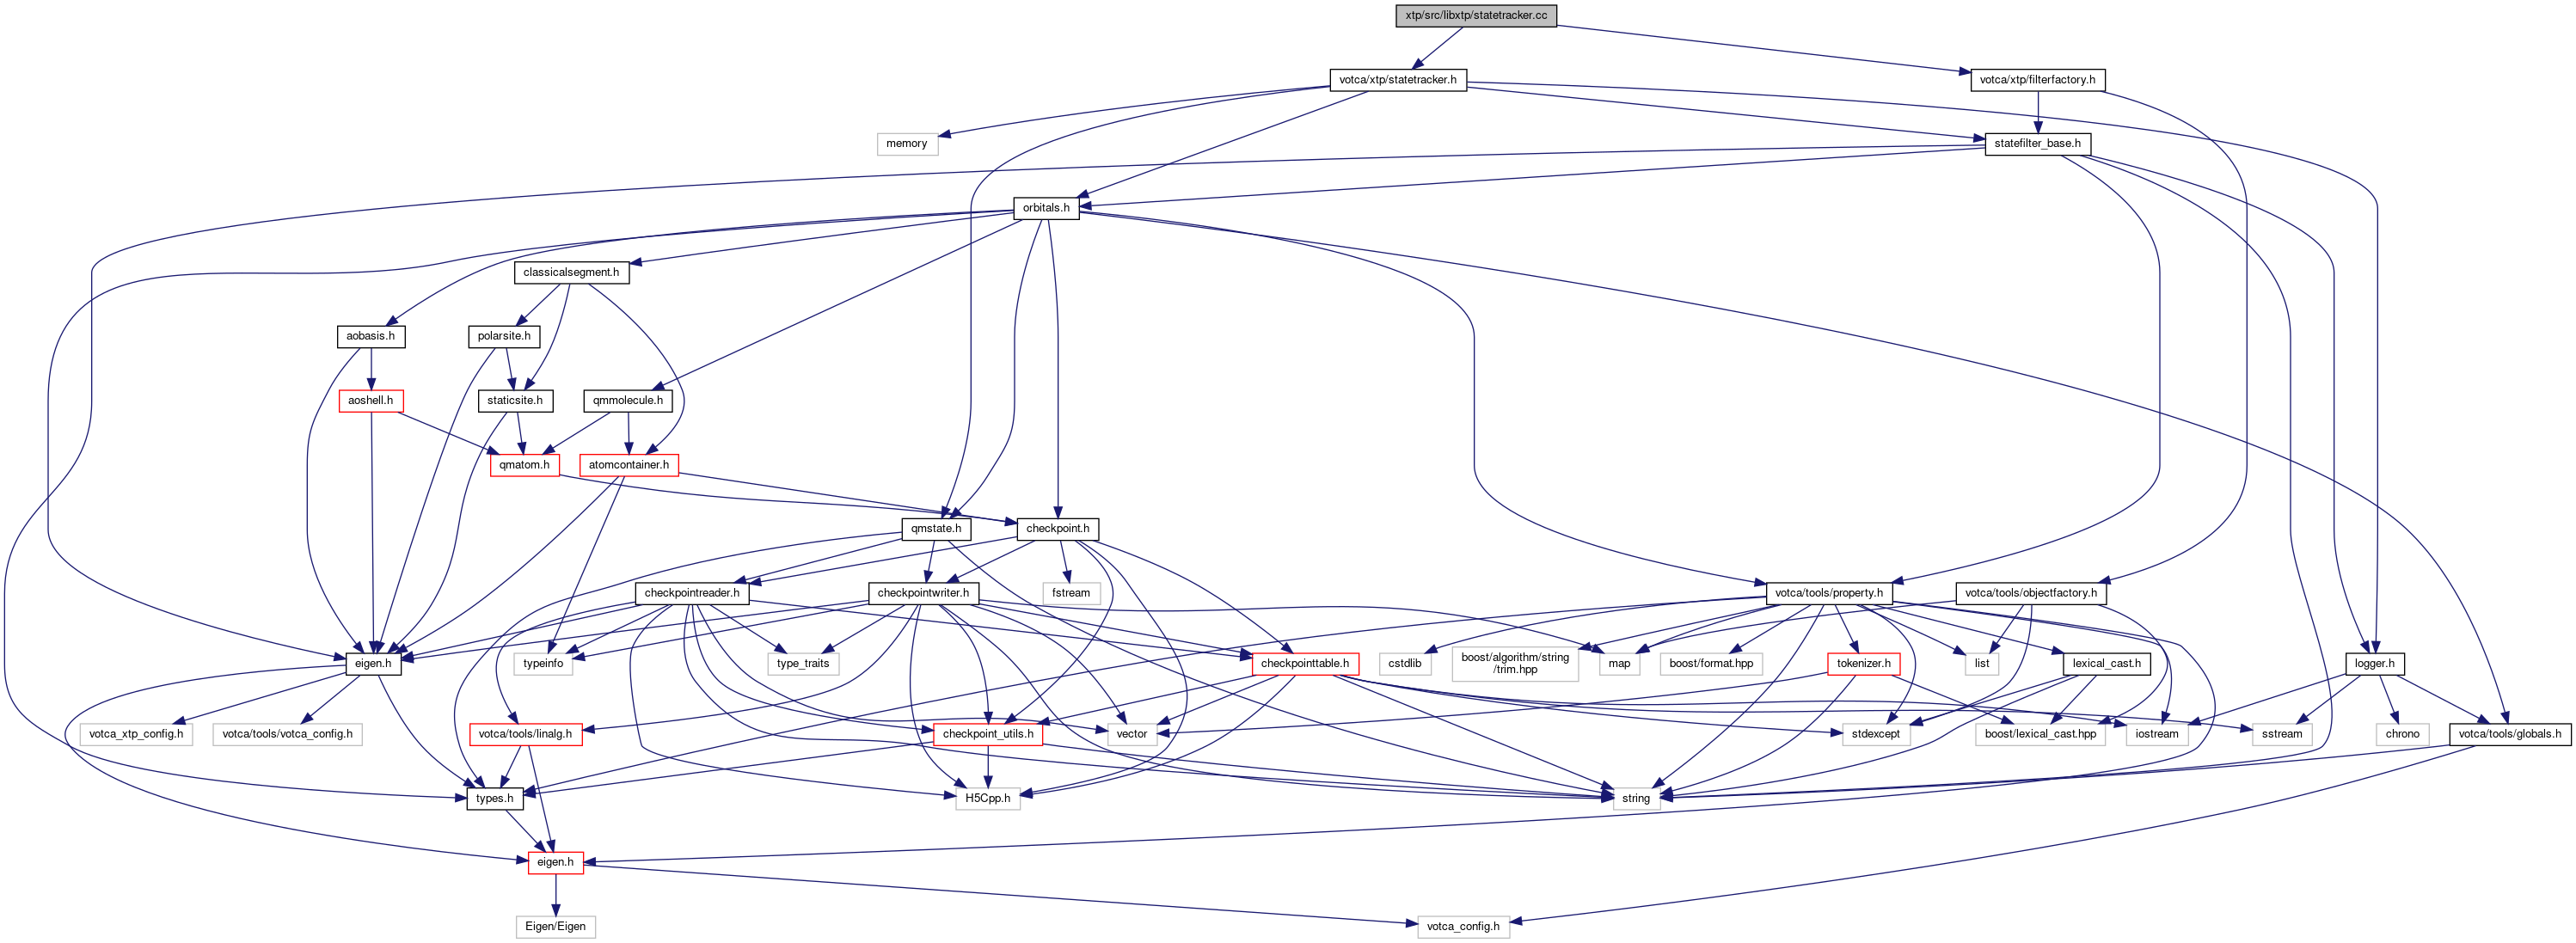 xtp/src/libxtp/statetracker.cc
votca/xtp/statetracker.h
votca/xtp/filterfactory.h
memory
statefilter_base.h
orbitals.h
classicalsegment.h
aobasis.h
polarsite.h
aoshell.h
staticsite.h
qmmolecule.h
qmatom.h
atomcontainer.h
qmstate.h
checkpoint.h
checkpointreader.h
checkpointwriter.h
fstream
votca/tools/property.h
votca/tools/objectfactory.h
eigen.h
typeinfo
type_traits
checkpointtable.h
cstdlib
boost/algorithm/string
/trim.hpp
map
boost/format.hpp
tokenizer.h
list
lexical_cast.h
logger.h
votca_xtp_config.h
votca/tools/votca_config.h
votca/tools/linalg.h
checkpoint_utils.h
vector
stdexcept
boost/lexical_cast.hpp
iostream
sstream
chrono
votca/tools/globals.h
types.h
H5Cpp.h
string
eigen.h
Eigen/Eigen
votca_config.h